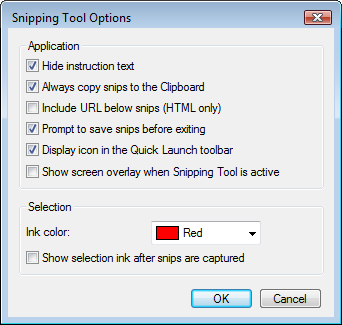 Snipping Tool Options
Application
Hide instruction text
Always copy snips to the Clipboard
Include URL below snips (HTML only)
Prompt to save snips before exiting
Display icon in the Quick Launch toolbar
Show screen overlay when Snipping Tool is active
Selection
Ink color: Red
Show selection ink after snips are captured
OK Cancel